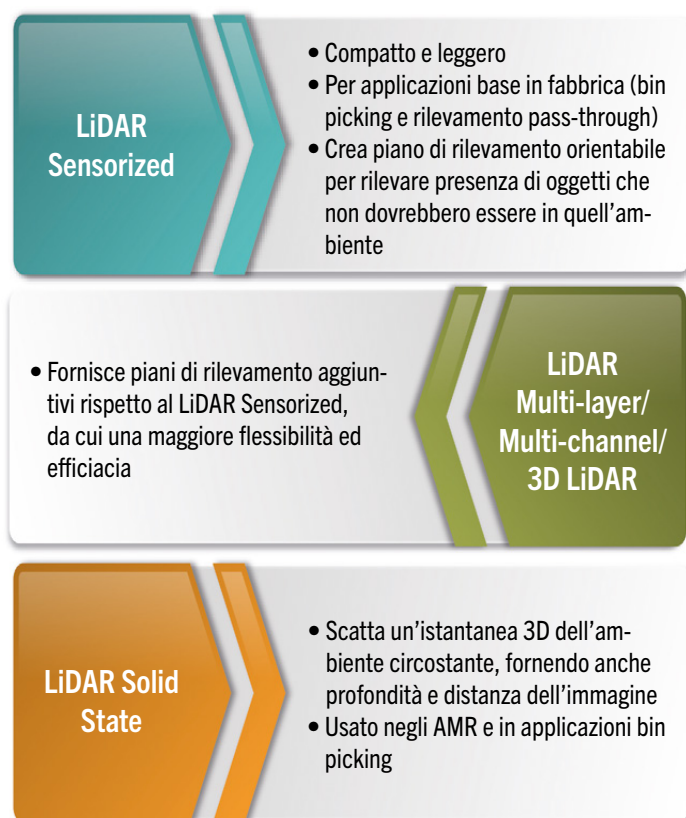 LiDAR
Sensorized
• Compatto e leggero
• Per applicazioni base in fabbrica (bin
picking e rilevamento pass-through)
• Crea piano di rilevamento orientabile
per rilevare presenza di oggetti che
non dovrebbero essere in quell’am-
biente
• Fornisce piani di rilevamento aggiun-
tivi rispetto al LiDAR Sensorized,
da cui una maggiore flessibilità ed
efficiacia
LiDAR
Multi-layer/
Multi-channel/
3D LiDAR
LiDAR Solid
State
• Scatta un’istantanea 3D dell’am-
biente circostante, fornendo anche
profondità e distanza dell’immagine
• Usato negli AMR e in applicazioni bin
picking